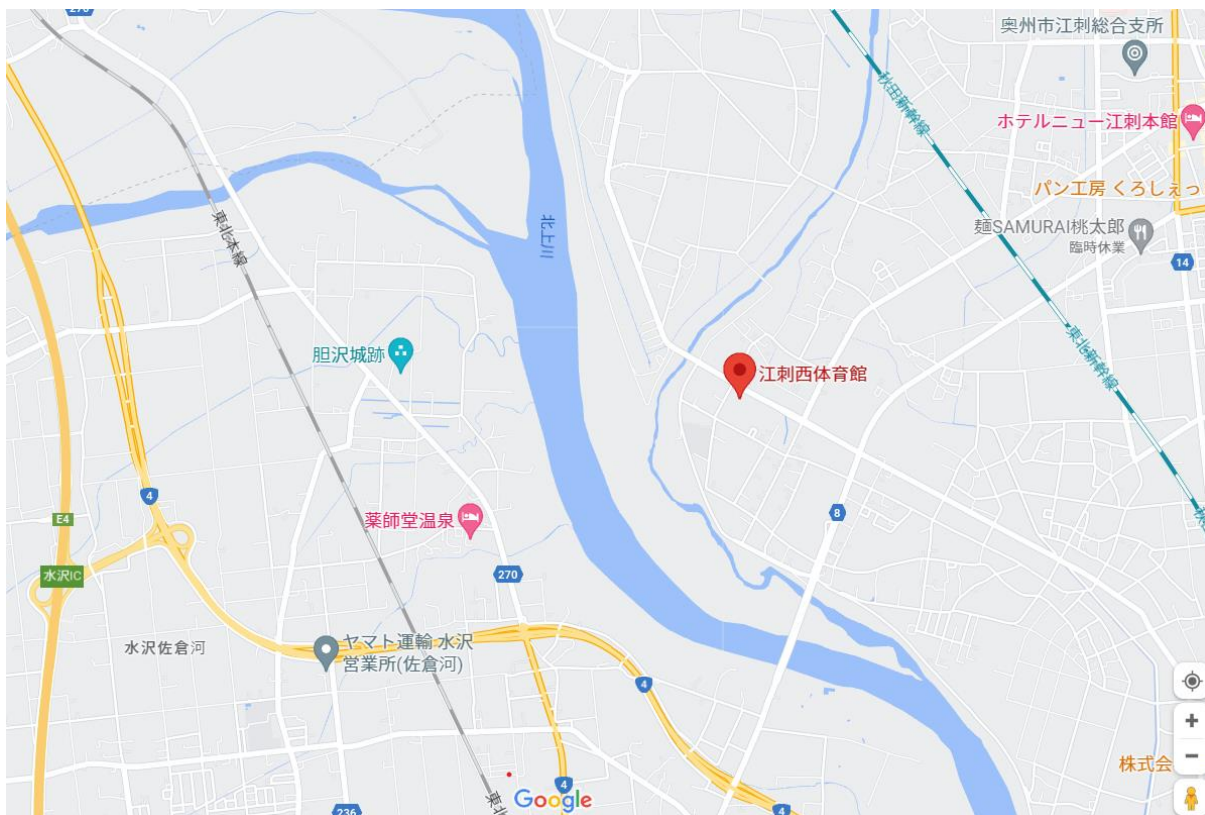 270
奥州市江刺総合支所
秋田新幹線
ホテルニュー江刺本館
パン工房 くろしぇっ
東北本線
北上川
麺SAMURAI桃太郎
臨時休業
14
胆沢城跡
江刺西体育館
東北新幹線
4
E4
薬師堂温泉
8
水沢IC
270
水沢佐倉河
ヤマト運輸 水沢
営業所(佐倉河)
4
株式会
4
東北
Google
236
4